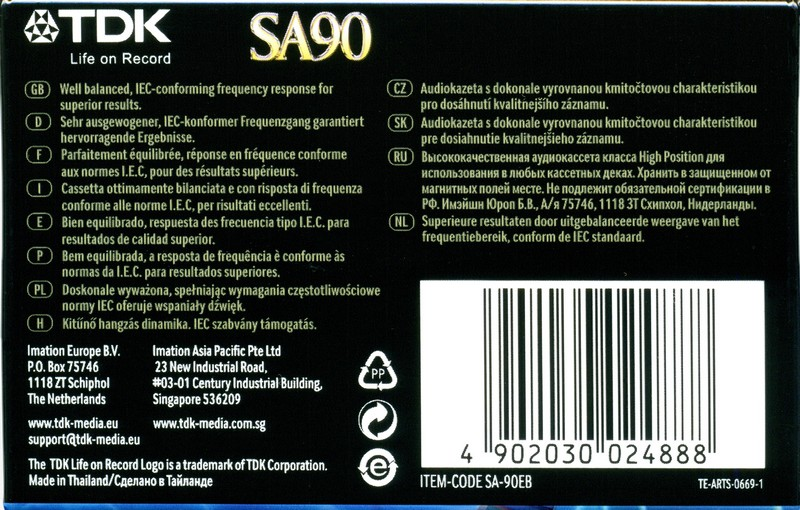 TDK
Life on Record
SA90
GB Well balanced, IEC-conforming frequency response for
superior results.
D Sehr ausgewogener, IEC-konformer Frequenzgang garantiert
hervorragende Ergebnisse.
F Parfaitement équilibrée, réponse en fréquence conforme
aux normes I.E.C, pour des résultats supérieurs.
I Cassetta ottimamente bilanciata e con risposta di frequenza
conforme alle norme I.E.C, per risultati eccellenti.
E Bien equilibrado, respuesta des frecuencia tipo I.E.C. para
resultados de calidad superior.
P Bem equilibrada, a resposta de frequência è conforme às
normas da I.E.C. para resultados superiores.
PL Doskonale wyważona, spełniając wymagania częstotliwościowe
normy IEC oferuje wspaniały dźwięk.
H Kitűnő hangzás dinamika. IEC szabvány támogatás.
CZ Audiokazeta s dokonale vyrovnanou kmitočtovou charakteristikou
pro dosáhnutí kvalitnejšího záznamu.
SK Audiokazeta s dokonale vyrovnanou kmitočtovou charakteristikou
pre dosiahnutie kvalitnejšieho záznamu.
RU Высококачественная аудиокассета класса High Position для
использования в любых кассетных деках. Хранить в защищенном от
магнитных полей месте. Не подлежит обязательной сертификации в
РФ. Имэйшн Юроп Б.В., А/я 75746, 1118 ЗТ Схипхол, Нидерланды.
NL Superieure resultaten door uitgebalanceerde weergave van het
frequentiebereik, conform de IEC standaard.
Imation Europe B.V.
P.O. Box 75746
1118 ZT Schiphol
The Netherlands
www.tdk-media.eu
support@tdk-media.eu
Imation Asia Pacific Pte Ltd
23 New Industrial Road,
#03-01 Century Industrial Building,
Singapore 536209
www.tdk-media.com.sg
The TDK Life on Record Logo is a trademark of TDK Corporation.
Made in Thailand/Сделано в Таиланде
PP
e
4 902030 024888
ITEM-CODE SA-90EB
TE-ARTS-0669-1